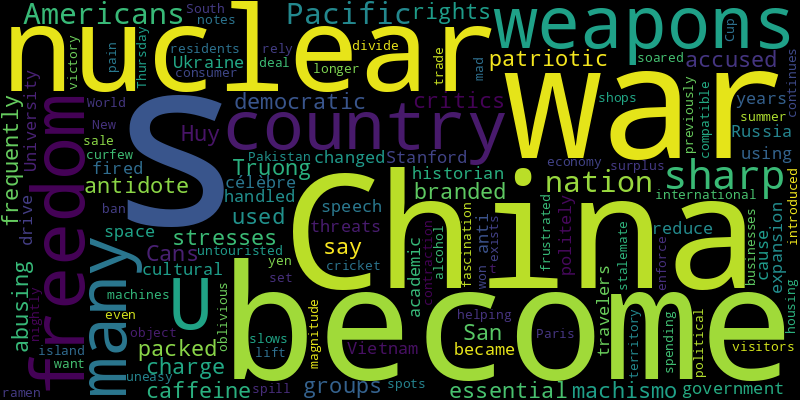 Americans
South
notes
Pacific
rights
nuclear
weapons
Cup
victory
pain
Thursday
residents
rely
divide
Ukraine
deal
consumer
longer
trade
mad
patriotic
soared
accused
continues
war
frequently
University
freedom
World
New
curfew
sale
fired
antidote
ban
drive
S
democratic
critics
country
Huy
Pakistan
changed
Stanford
Truong
célèbre
handled
historian
branded
shops
previously
compatible
years
Russia
summer
using
economy
surplus
nation
sharp
international
introduced
used
speech
threats
space
stresses
say
Cans
untouristed
cultural
yen
cricket
set
China
academic
contraction
alcohol
fascination
won
anti
exists
frustrated
politely
reduce
stalemate
enforce
businesses
cause
expansion
housing
many
abusing
nightly
machines
even
object
island
want
uneasy
packed
charge
caffeine
U
oblivious
slows
lift
spill
become
magnitude
Vietnam
groups
spots
helping
San
became
Paris
essential
machismo
travelers
territory
spending
political
visitors
government
ramen